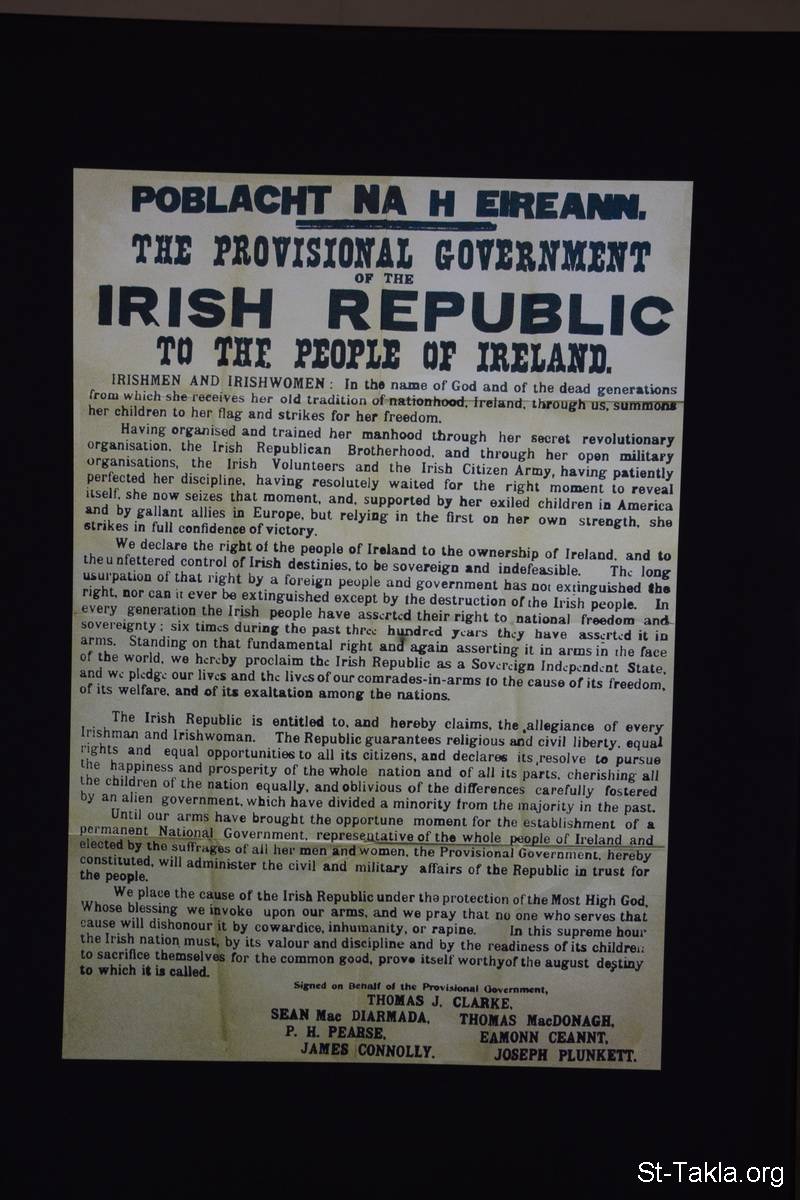 POBLACHT NA H EIREANN.
THE PROVISIONAL GOVERNMENT
OF THE
IRISH REPUBLIC
TO THE PEOPLE OF IRELAND.
IRISHMEN AND IRISHWOMEN : In the name of God and of the dead generations
from which she receives her old tradition of nationhood, Ireland, through us, summons
her children to her flag and strikes for her freedom.
Having organised and trained her manhood through her secret revolutionary
organisation, the Irish Republican Brotherhood, and through her open military
organisations, the Irish Volunteers and the Irish Citizen Army, having patiently
perfected her discipline, having resolutely waited for the right moment to reveal
itself, she now seizes that moment, and, supported by her exiled children in America
and by gallant allies in Europe, but relying in the first on her own strength, she
strikes in full confidence of victory.
We declare the right of the people of Ireland to the ownership of Ireland, and to
the unfettered control of Irish destinies, to be sovereign and indefeasible. The long
usurpation of that right by a foreign people and government has not extinguished the
right, nor can it ever be extinguished except by the destruction of the Irish people. In
every generation the Irish people have asserted their right to national freedom and
sovereignty ; six times during the past three hundred years they have asserted it in
arms. Standing on that fundamental right and again asserting it in arms in the face
of the world, we hereby proclaim the Irish Republic as a Sovereign Independent State,
and we pledge our lives and the lives of our comrades-in-arms to the cause of its freedom,
of its welfare, and of its exaltation among the nations.
The Irish Republic is entitled to, and hereby claims, the allegiance of every
Irishman and Irishwoman. The Republic guarantees religious and civil liberty, equal
rights and equal opportunities to all its citizens, and declares its resolve to pursue
the happiness and prosperity of the whole nation and of all its parts, cherishing all
the children of the nation equally, and oblivious of the differences carefully fostered
by an alien government, which have divided a minority from the majority in the past.
Until our arms have brought the opportune moment for the establishment of a
permanent National Government, representative of the whole people of Ireland and
elected by the suffrages of all her men and women, the Provisional Government, hereby
constituted, will administer the civil and military affairs of the Republic in trust for
the people.
We place the cause of the Irish Republic under the protection of the Most High God,
Whose blessing we invoke upon our arms, and we pray that no one who serves that
cause will dishonour it by cowardice, inhumanity, or rapine. In this supreme hour
the Irish nation must, by its valour and discipline and by the readiness of its children
to sacrifice themselves for the common good, prove itself worthy of the august destiny
to which it is called.
Signed on Behalf of the Provisional Government,
THOMAS J. CLARKE,
SEAN Mac DIARMADA, THOMAS MacDONAGH,
P. H. PEARSE, EAMONN CEANNT,
JAMES CONNOLLY. JOSEPH PLUNKETT.
St-Takla.org